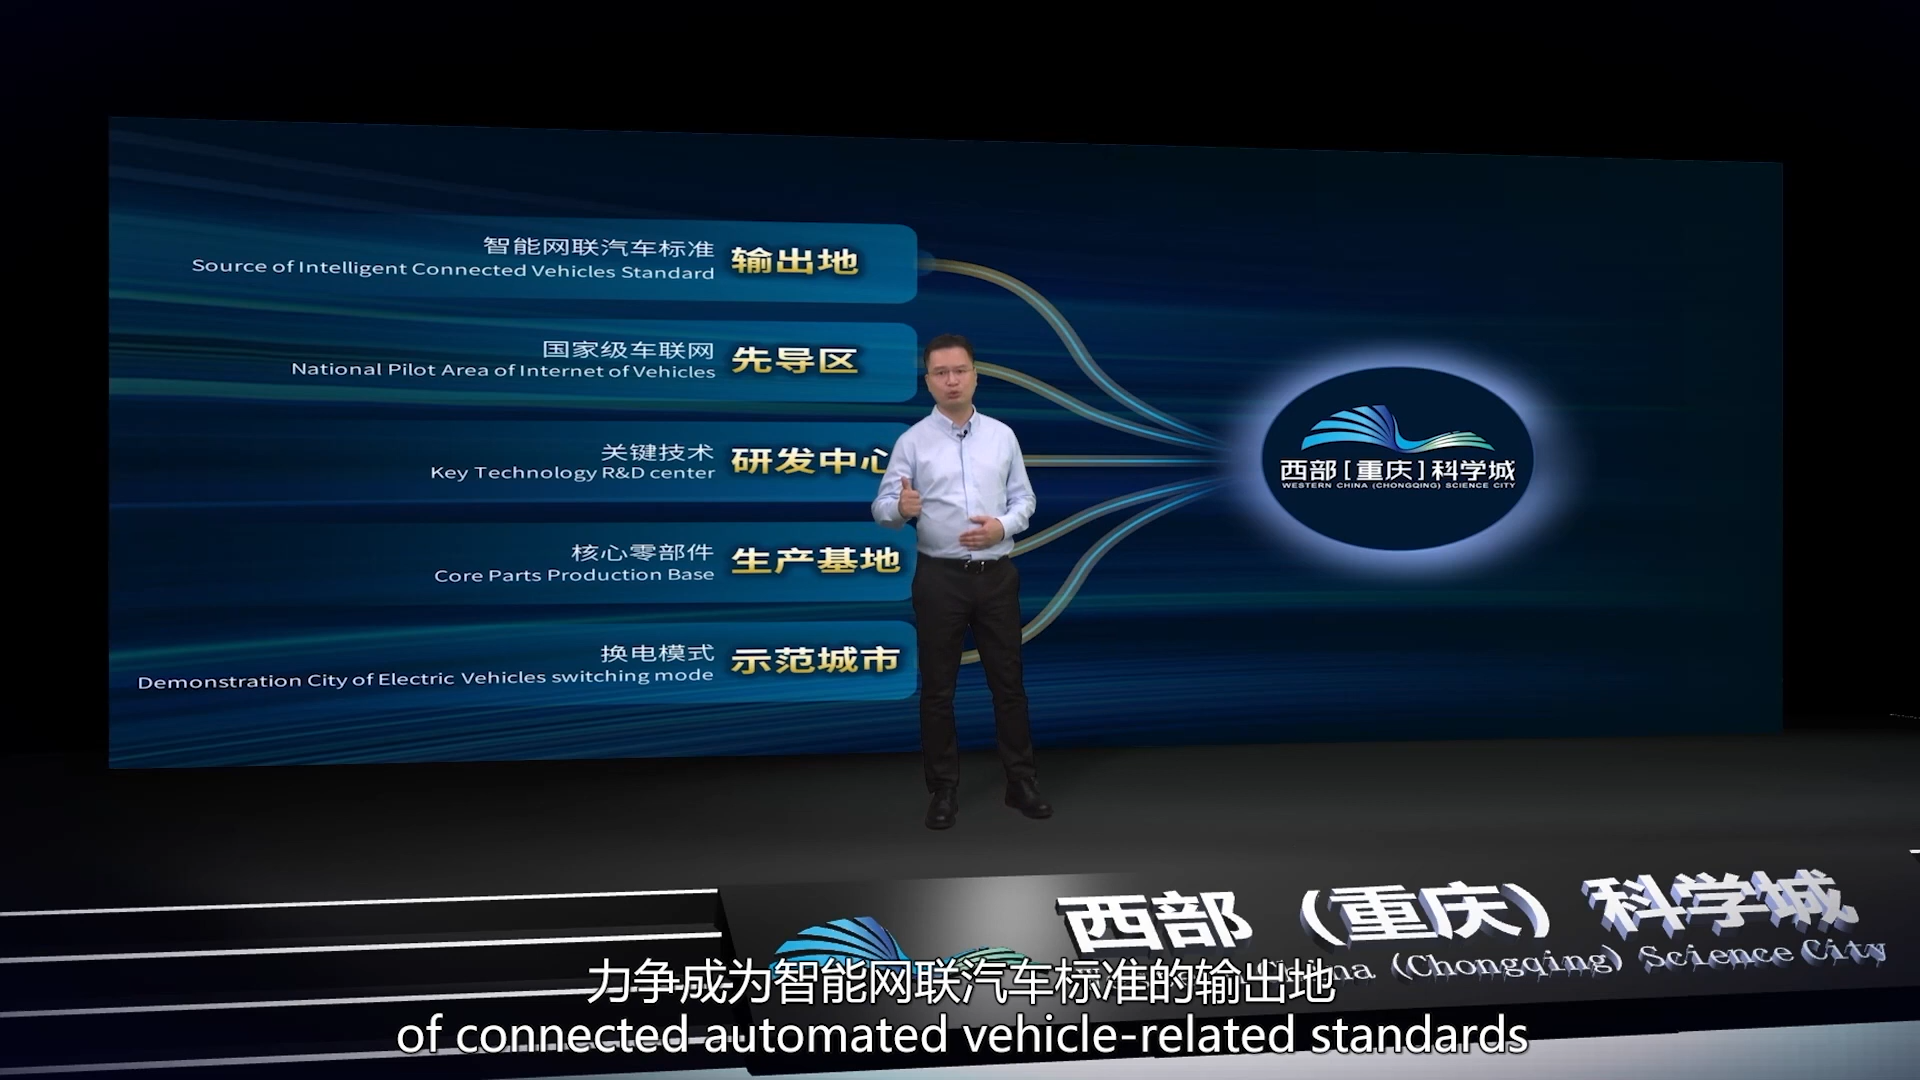 智能网联汽车标准 输出地
Source of Intelligent Connected Vehicles Standard
国家级车联网 先导区
National Pilot Area of Internet of Vehicles
关键技术 研发中心
Key Technology R&D center
核心零部件 生产基地
Core Parts Production Base
换电模式 示范城市
Demonstration City of Electric Vehicles switching mode
西部[重庆]科学城
WESTERN CHINA (CHONGQING) SCIENCE CITY
西部（重庆）科学城
(Chongqing) Science City
力争成为智能网联汽车标准的输出地
of connected automated vehicle-related standards